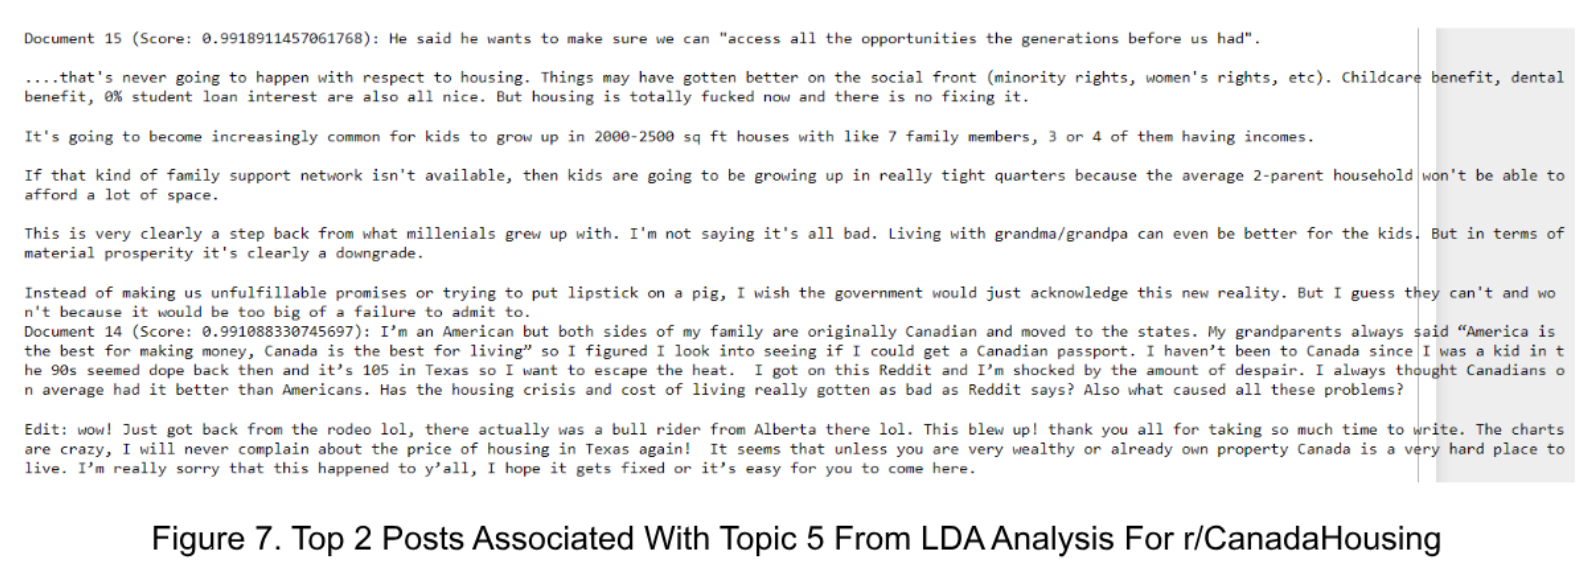 Document 15 (Score: 0.9918911457061768): He said he wants to make sure we can "access all the opportunities the generations before us had".
....that's never going to happen with respect to housing. Things may have gotten better on the social front (minority rights, women's rights, etc). Childcare benefit, dental
benefit, 0% student loan interest are also all nice. But housing is totally fucked now and there is no fixing it.
It's going to become increasingly common for kids to grow up in 2000-2500 sq ft houses with like 7 family members, 3 or 4 of them having incomes.
If that kind of family support network isn't available, then kids are going to be growing up in really tight quarters because the average 2-parent household won't be able to
afford a lot of space.
This is very clearly a step back from what millenials grew up with. I'm not saying it's all bad. Living with grandma/grandpa can even be better for the kids. But in terms of
material prosperity it's clearly a downgrade.
Instead of making us unfulfillable promises or trying to put lipstick on a pig, I wish the government would just acknowledge this new reality. But I guess they can't and wo
n't because it would be too big of a failure to admit to.
Document 14 (Score: 0.991088330745697): I’m an American but both sides of my family are originally Canadian and moved to the states. My grandparents always said “America is
the best for making money, Canada is the best for living” so I figured I look into seeing if I could get a Canadian passport. I haven’t been to Canada since I was a kid in t
he 90s seemed dope back then and it’s 105 in Texas so I want to escape the heat.  I got on this Reddit and I’m shocked by the amount of despair. I always thought Canadians o
n average had it better than Americans. Has the housing crisis and cost of living really gotten as bad as Reddit says? Also what caused all these problems?
Edit: wow! Just got back from the rodeo lol, there actually was a bull rider from Alberta there lol. This blew up! thank you all for taking so much time to write. The charts
are crazy, I will never complain about the price of housing in Texas again!  It seems that unless you are very wealthy or already own property Canada is a very hard place to
live. I’m really sorry that this happened to y’all, I hope it gets fixed or it’s easy for you to come here.
Figure 7. Top 2 Posts Associated With Topic 5 From LDA Analysis For r/CanadaHousing